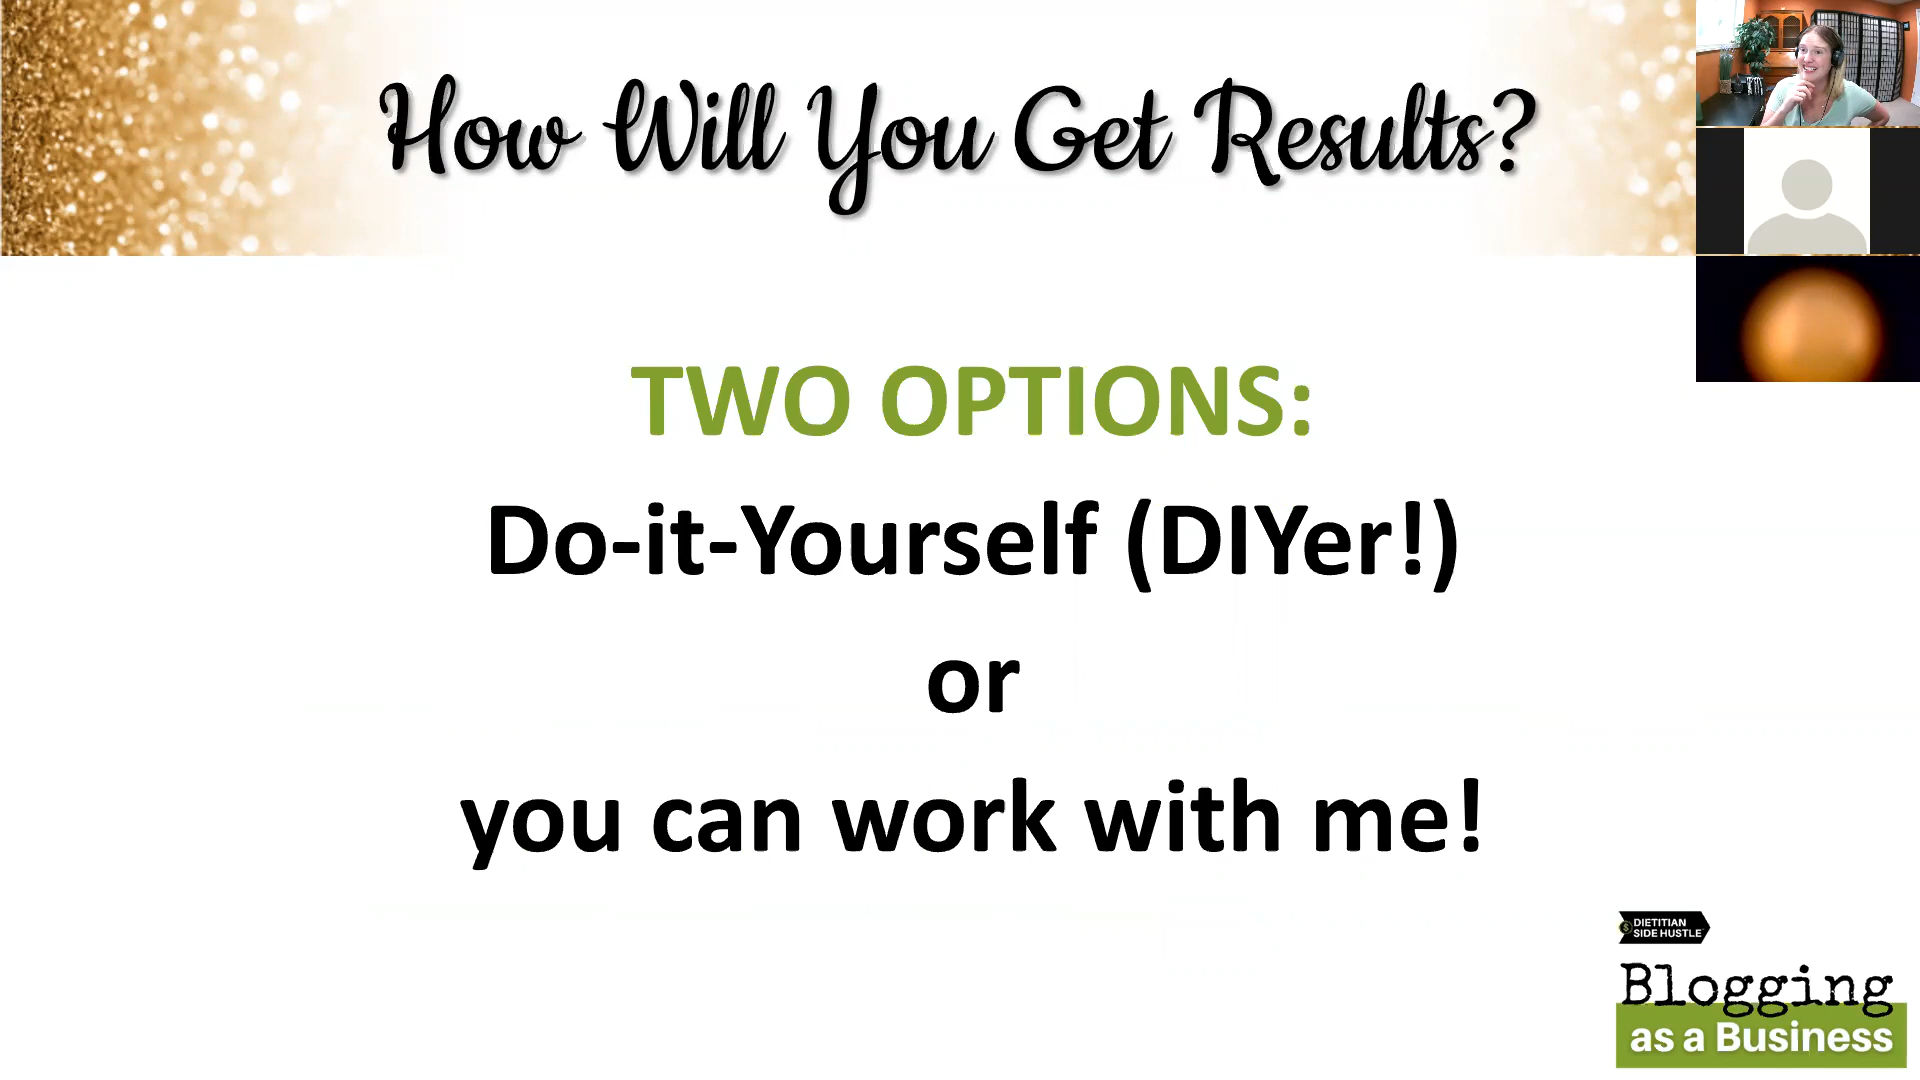 How Will You Get Results?
TWO OPTIONS:
Do-it-Yourself (DIYer!)
or
you can work with me!
DIETITIAN
SIDE HUSTLE
Blogging
as a Business